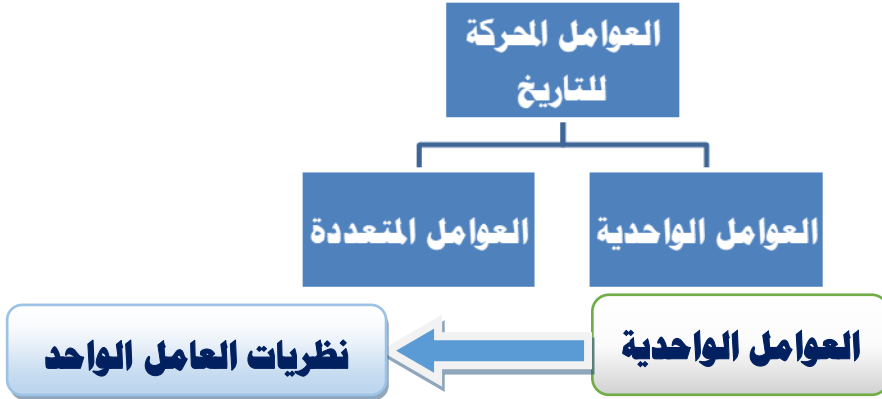 العوامل المحركة
للتاريخ
العوامل الواحدية
العوامل المتعددة
العوامل الواحدية
نظريات العامل الواحد